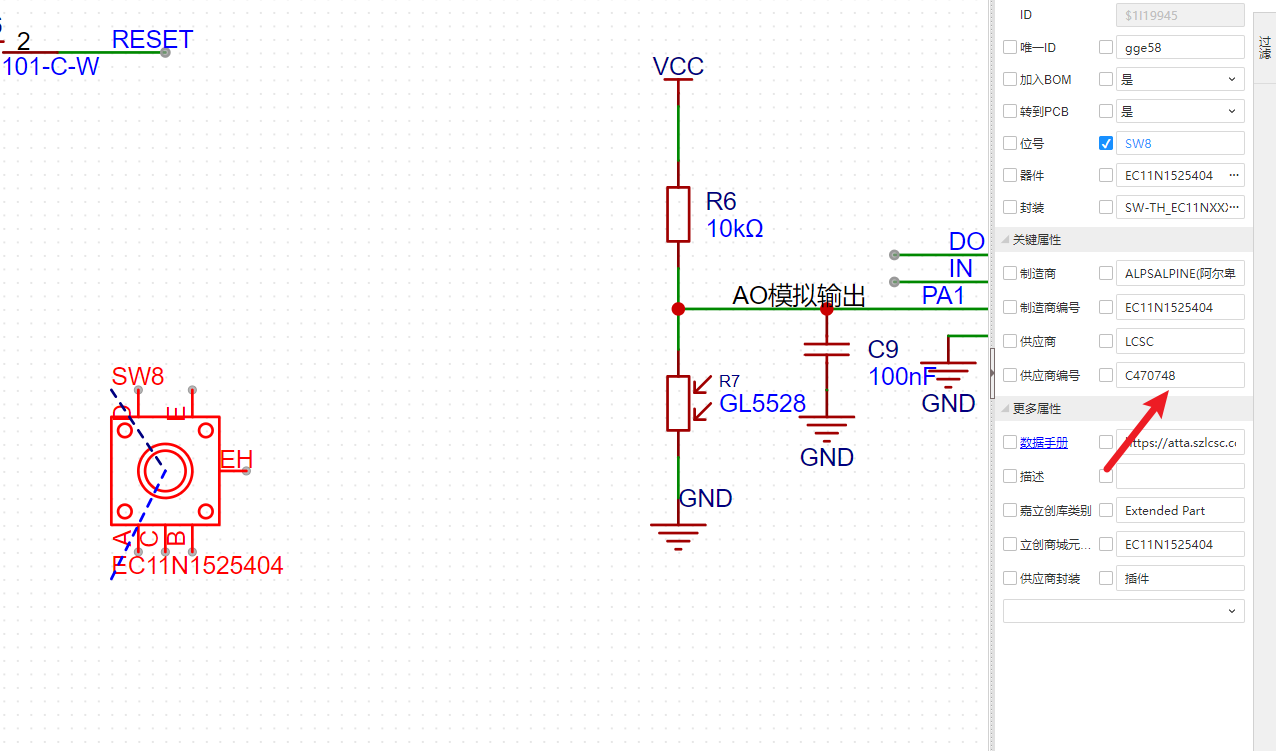 2
RESET
101-C-W
VCC
R6
10kΩ
DO
IN
PA1
AO模拟输出
C9
100nF
GND
R7
GL5528
GND
GND
SW8
D
E
EH
A
C
B
EC11N1525404
ID
$1I19945
唯一ID
gge58
加入BOM
是
转到PCB
是
位号
SW8
器件
EC11N1525404 ...
封装
SW-TH_EC11NXX...
关键属性
制造商
ALPSALPINE(阿尔卑
制造商编号
EC11N1525404
供应商
LCSC
供应商编号
C470748
更多属性
数据手册
https://atta.szlcsc.c
描述
嘉立创库类别
Extended Part
立创商城元...
EC11N1525404
供应商封装
插件
过滤